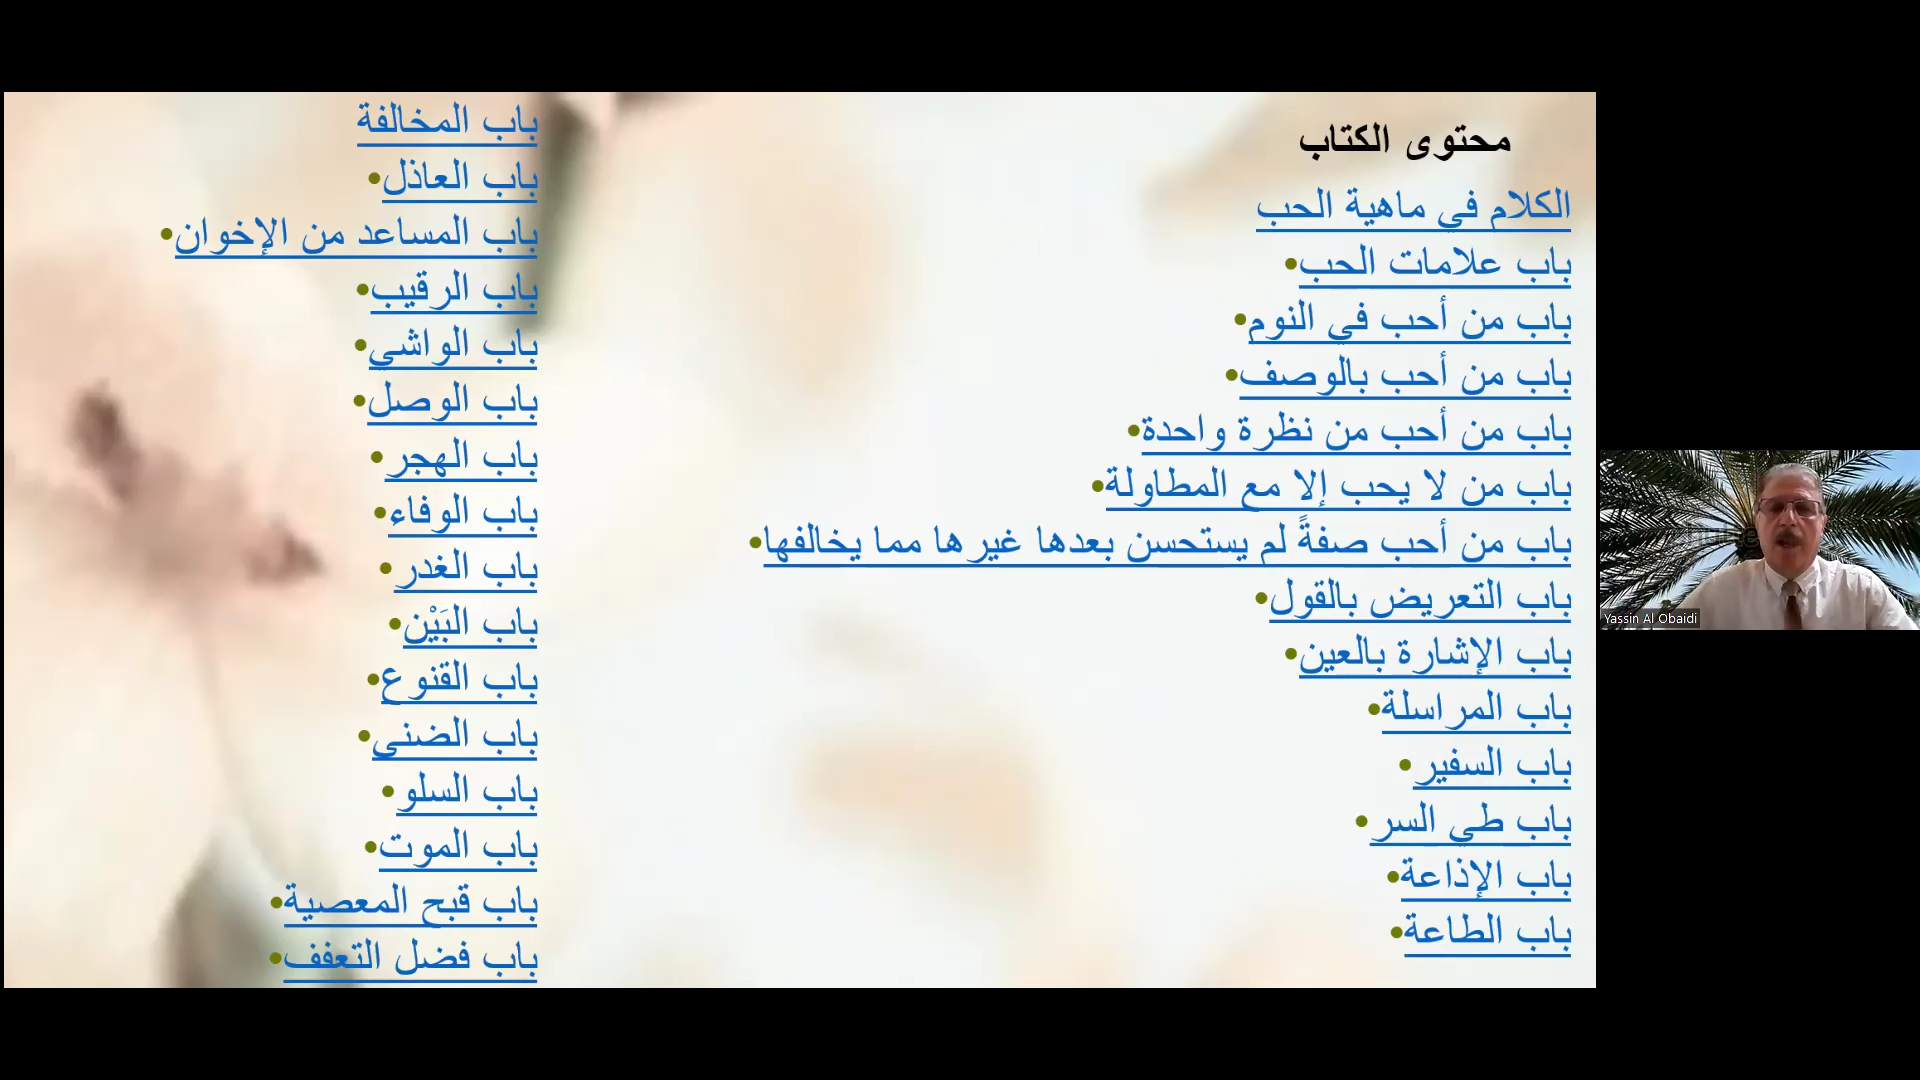 محتوى الكتاب
الكلام في ماهية الحب
باب علامات الحب
باب من أحب في النوم
باب من أحب بالوصف
باب من أحب من نظرة واحدة
باب من لا يحب إلا مع المطاولة
باب من أحب صفةً لم يستحسن بعدها غيرها مما يخالفها
باب التعريض بالقول
باب الإشارة بالعين
باب المراسلة
باب السفير
باب طي السر
باب الإذاعة
باب الطاعة
باب المخالفة
باب العاذل
باب المساعد من الإخوان
باب الرقيب
باب الواشي
باب الوصل
باب الهجر
باب الوفاء
باب الغدر
باب البَيْن
باب القنوع
باب الضنى
باب السلو
باب الموت
باب قبح المعصية
باب فضل التعفف
Yassin Al Obaidi